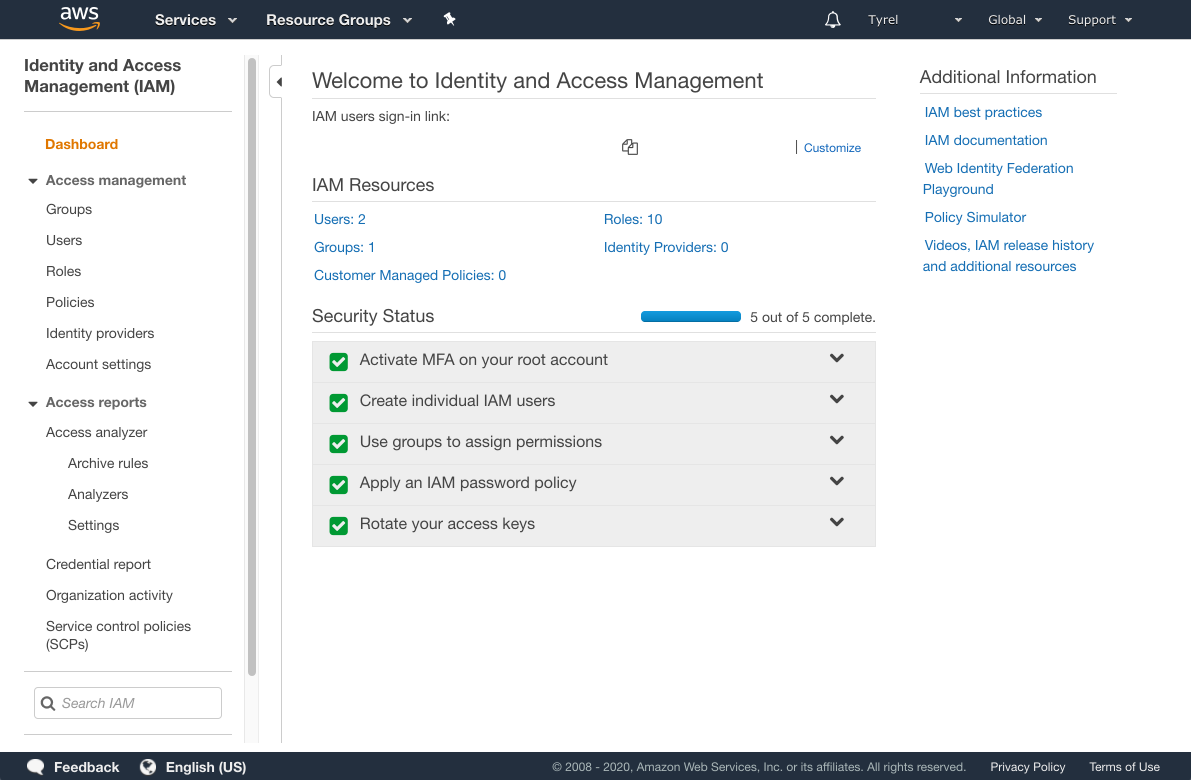 aws
Services
Resource Groups
Tyrel
Global
Support
Identity and Access
Management (IAM)
Dashboard
Access management
Groups
Users
Roles
Policies
Identity providers
Account settings
Access reports
Access analyzer
Archive rules
Analyzers
Settings
Credential report
Organization activity
Service control policies
(SCPs)
Search IAM
Welcome to Identity and Access Management
IAM users sign-in link:
| Customize
IAM Resources
Users: 2
Roles: 10
Groups: 1
Identity Providers: 0
Customer Managed Policies: 0
Security Status
5 out of 5 complete.
Activate MFA on your root account
Create individual IAM users
Use groups to assign permissions
Apply an IAM password policy
Rotate your access keys
Additional Information
IAM best practices
IAM documentation
Web Identity Federation
Playground
Policy Simulator
Videos, IAM release history
and additional resources
Feedback
English (US)
© 2008 - 2020, Amazon Web Services, Inc. or its affiliates. All rights reserved.
Privacy Policy
Terms of Use